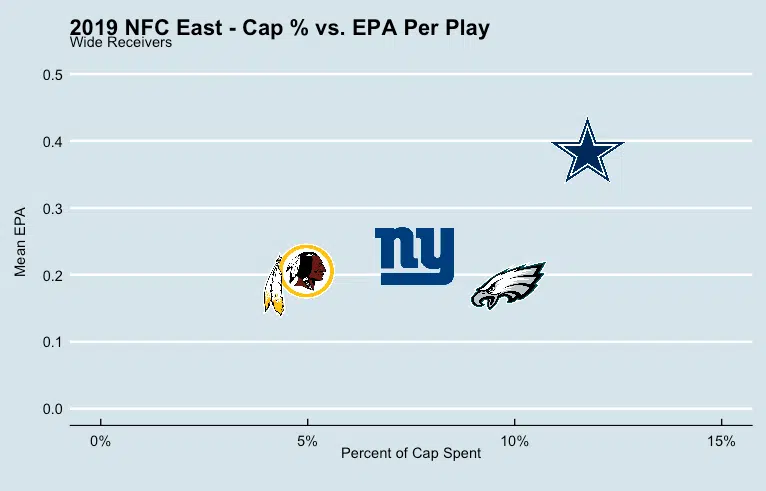 2019 NFC East - Cap % vs. EPA Per Play
Wide Receivers
0.5
0.4
0.3
0.2
0.1
0.0
Mean EPA
ny
0%
5%
10%
15%
Percent of Cap Spent